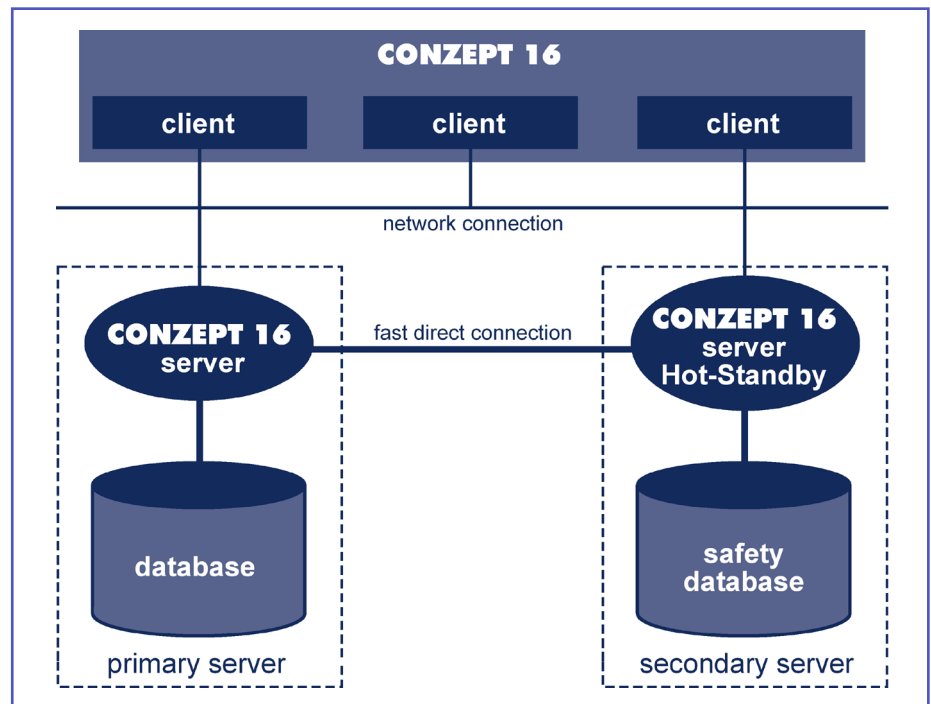 CONZEPT 16
client
client
client
network connection
CONZEPT 16
server
fast direct connection
CONZEPT 16
server
Hot-Standby
database
safety
database
primary server
secondary server